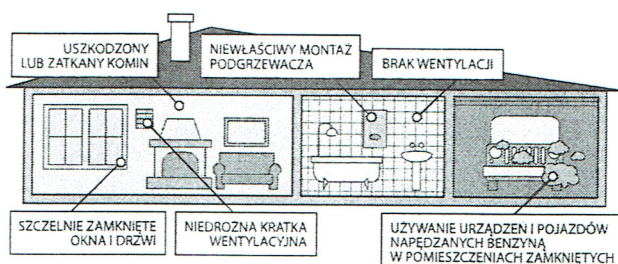 USZKODZONY
LUB ZATKANY KOMIN
NIEWŁAŚCIWY MONTAŻ
PODGRZEWACZA
BRAK WENTYLACJI
SZCZELNIE ZAMKNIĘTE
OKNA I DRZWI
NIEDROŻNA KRATKA
WENTYLACYJNA
UŻYWANIE URZĄDZEŃ I POJAZDÓW
NAPĘDZANYCH BENZYNĄ
W POMIESZCZENIACH ZAMKNIĘTYCH